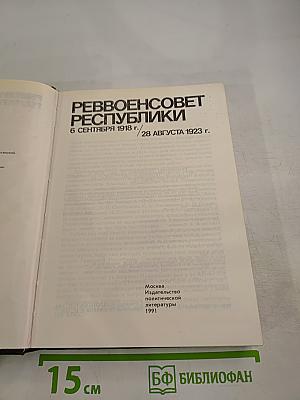 РЕВВОЕНСОВЕТ
РЕСПУБЛИКИ
6 СЕНТЯБРЯ 1918 г. / 28 АВГУСТА 1923 г.
Москва
Издательство
политической
литературы
1991
15 см
БФ БИБЛИОФАН